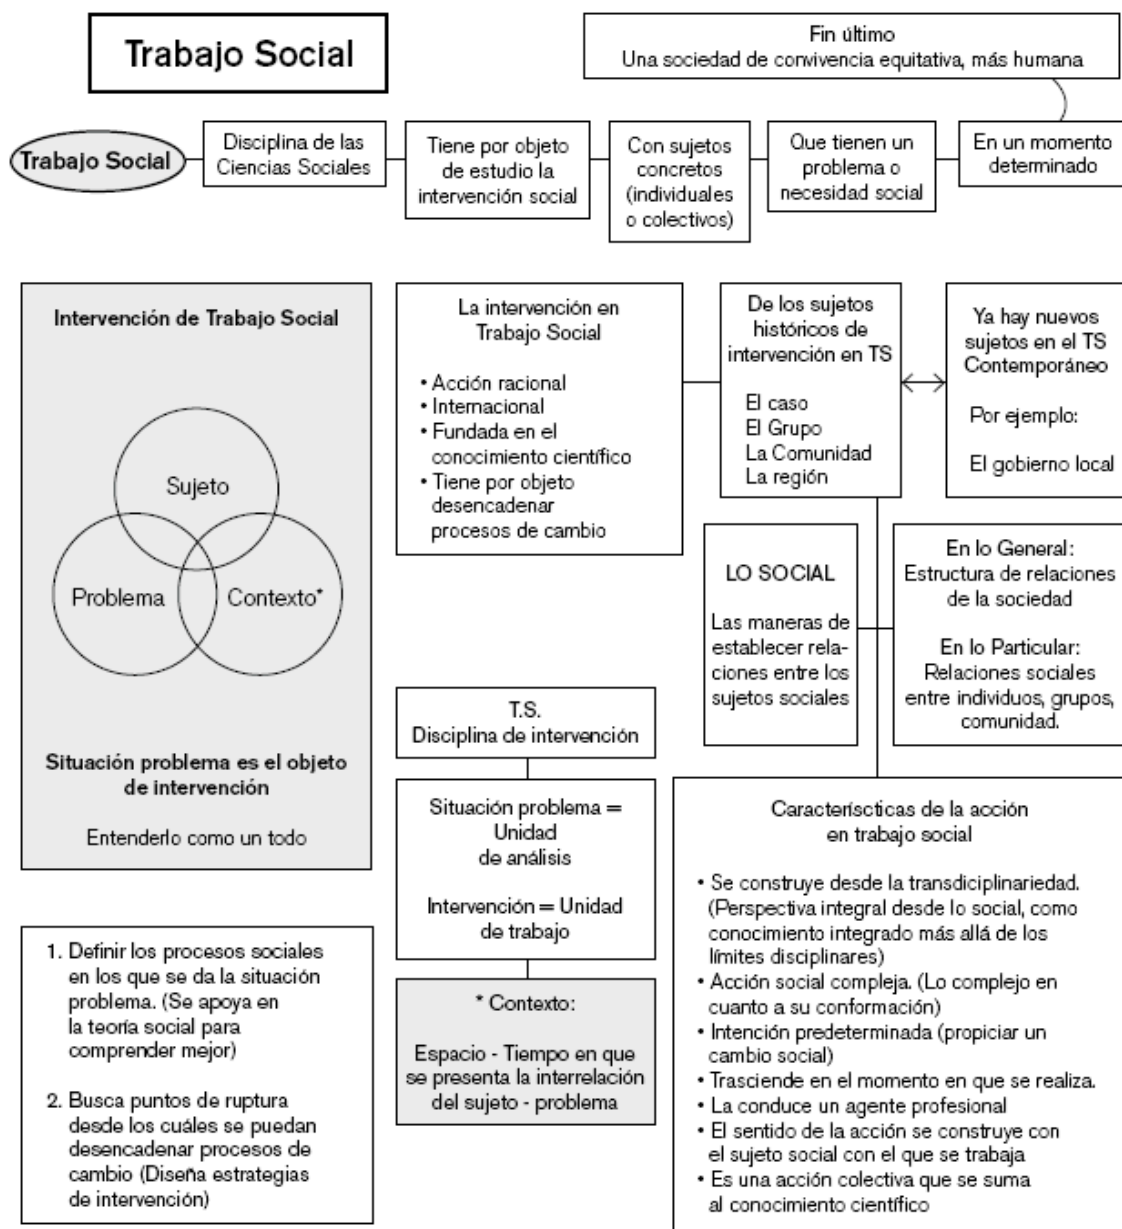 Trabajo Social
Fin último
Una sociedad de convivencia equitativa, más humana
Trabajo Social
Disciplina de las
Ciencias Sociales
Tiene por objeto
de estudio la
intervención social
Con sujetos
concretos
(individuales
o colectivos)
Que tienen un
problema o
necesidad social
En un momento
determinado
Intervención de Trabajo Social
Sujeto
Problema
Contexto*
Situación problema es el objeto
de intervención
Entenderlo como un todo
La intervención en
Trabajo Social
• Acción racional
• Internacional
• Fundada en el
conocimiento científico
• Tiene por objeto
desencadenar
procesos de cambio
De los sujetos
históricos de
intervención en TS
El caso
El Grupo
La Comunidad
La región
Ya hay nuevos
sujetos en el TS
Contemporáneo
Por ejemplo:
El gobierno local
LO SOCIAL
Las maneras de
establecer rela-
ciones entre los
sujetos sociales
En lo General:
Estructura de relaciones
de la sociedad
En lo Particular:
Relaciones sociales
entre individuos, grupos,
comunidad.
T.S.
Disciplina de intervención
Situación problema =
Unidad
de análisis
Intervención = Unidad
de trabajo
* Contexto:
Espacio - Tiempo en que
se presenta la interrelación
del sujeto - problema
1. Definir los procesos sociales
en los que se da la situación
problema. (Se apoya en
la teoría social para
comprender mejor)
2. Busca puntos de ruptura
desde los cuáles se puedan
desencadenar procesos de
cambio (Diseña estrategias
de intervención)
Caracteríscticas de la acción
en trabajo social
• Se construye desde la transdiciplinariedad.
(Perspectiva integral desde lo social, como
conocimiento integrado más allá de los
límites disciplinares)
• Acción social compleja. (Lo complejo en
cuanto a su conformación)
• Intención predeterminada (propiciar un
cambio social)
• Trasciende en el momento en que se realiza.
• La conduce un agente profesional
• El sentido de la acción se construye con
el sujeto social con el que se trabaja
• Es una acción colectiva que se suma
al conocimiento científico